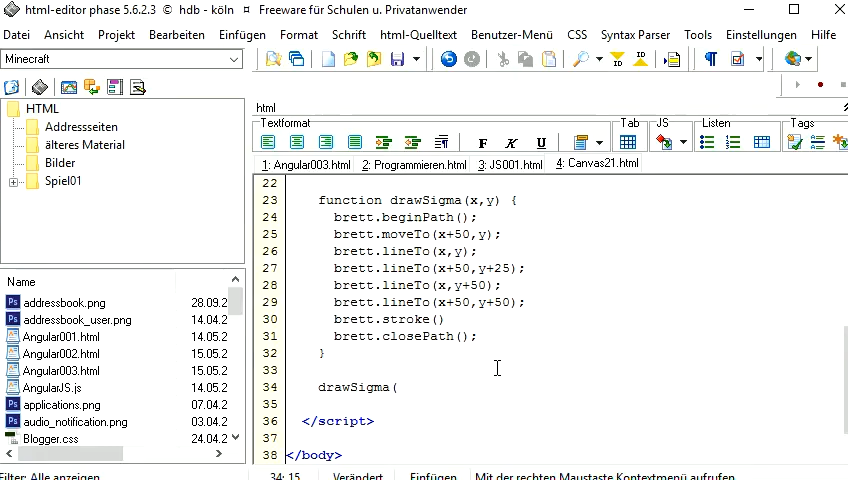 html-editor phase 5.6.2.3 © hdb - köln ¤ Freeware für Schulen u. Privatanwender
Datei Ansicht Projekt Bearbeiten Einfügen Format Schrift html-Quelltext Benutzer-Menü CSS Syntax Parser Tools Einstellungen Hilfe
Minecraft
HTML
Addressseiten
älteres Material
Bilder
Spiel01
Name
addressbook.png 28.09.2
addressbook_user.png 14.04.2
Angular001.html 14.05.2
Angular002.html 15.05.2
Angular003.html 15.05.2
AngularJS.js 14.05.2
applications.png 07.04.2
audio_notification.png 03.04.2
Blogger.css 24.04.2
html
Textformat Tab JS Listen Tags
F K U
1: Angular003.html 2: Programmieren.html 3: JS001.html 4: Canvas21.html
22
23 function drawSigma(x,y) {
24 brett.beginPath();
25 brett.moveTo(x+50,y);
26 brett.lineTo(x,y);
27 brett.lineTo(x+50,y+25);
28 brett.lineTo(x,y+50);
29 brett.lineTo(x+50,y+50);
30 brett.stroke()
31 brett.closePath();
32 }
33
34 drawSigma(
35
36 </script>
37
38 </body>
Filter: Alle anzeigen 34: 15 Verändert Einfügen Mit der rechten Maustaste Kontextmenü aufrufen